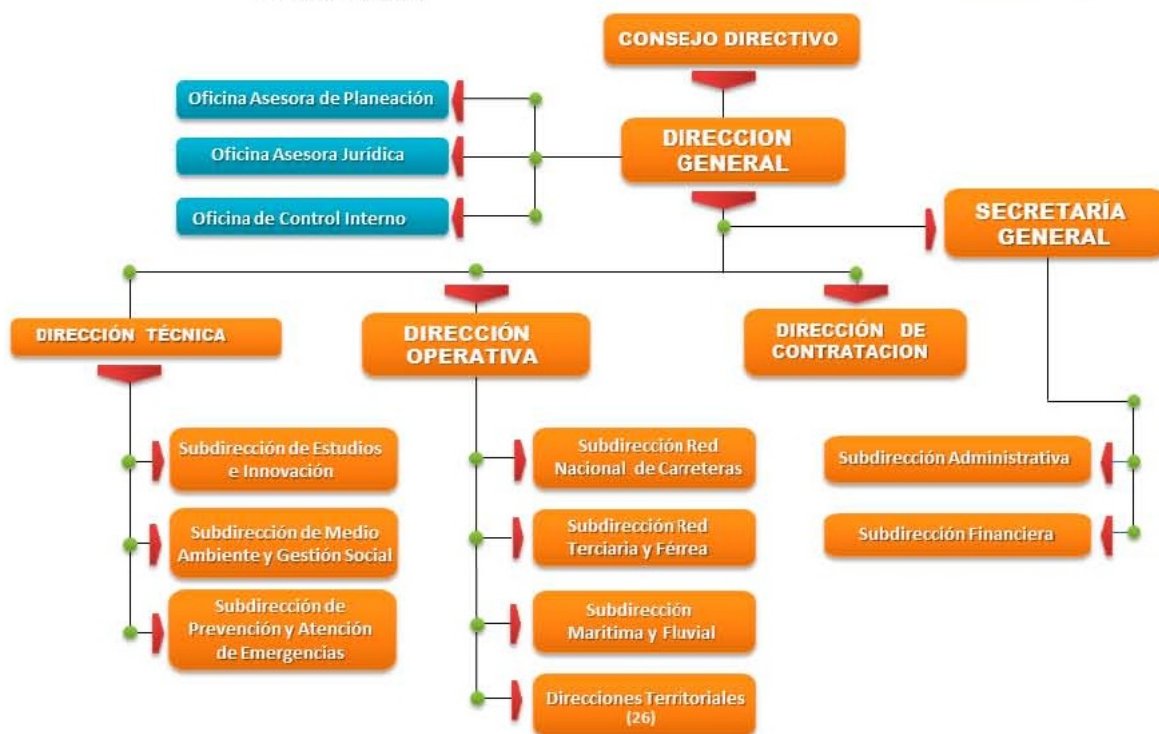 CONSEJO DIRECTIVO
Oficina Asesora de Planeación
DIRECCION
GENERAL
Oficina Asesora Jurídica
Oficina de Control Interno
SECRETARÍA
GENERAL
DIRECCIÓN TÉCNICA
DIRECCIÓN
OPERATIVA
DIRECCIÓN DE
CONTRATACION
Subdirección de Estudios
e Innovación
Subdirección de Medio
Ambiente y Gestión Social
Subdirección de
Prevención y Atención
de Emergencias
Subdirección Red
Nacional de Carreteras
Subdirección Red
Terciaria y Férrea
Subdirección
Marítima y Fluvial
Direcciones Territoriales
(26)
Subdirección Administrativa
Subdirección Financiera